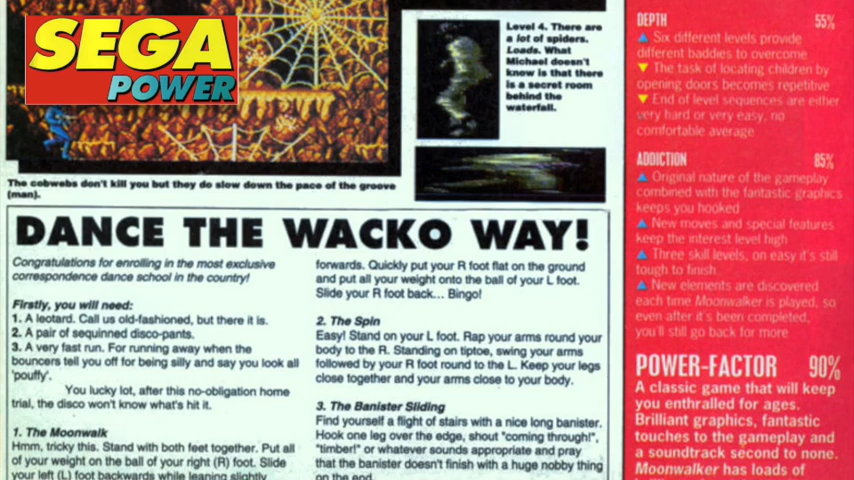 SEGA
POWER
Level 4. There are
a lot of spiders.
Loads. What
Michael doesn't
know is that there
is a secret room
behind the
waterfall.
The cobwebs don't kill you but they do slow down the pace of the groove
(man).
DANCE THE WACKO WAY!
Congratulations for enrolling in the most exclusive
correspondence dance school in the country!
Firstly, you will need:
1. A leotard. Call us old-fashioned, but there it is.
2. A pair of sequinned disco-pants.
3. A very fast run. For running away when the
bouncers tell you off for being silly and say you look all
'pouffy'.
You lucky lot, after this no-obligation home
trial, the disco won't know what's hit it.
1. The Moonwalk
Hmm, tricky this. Stand with both feet together. Put all
of your weight on the ball of your right (R) foot. Slide
your left (L) foot backwards while leaning slightly
forwards. Quickly put your R foot flat on the ground
and put all your weight onto the ball of your L foot.
Slide your R foot back... Bingo!
2. The Spin
Easy! Stand on your L foot. Rap your arms round your
body to the R. Standing on tiptoe, swing your arms
followed by your R foot round to the L. Keep your legs
close together and your arms close to your body.
3. The Banister Sliding
Find yourself a flight of stairs with a nice long banister.
Hook one leg over the edge, shout "coming through!",
"timber!" or whatever sounds appropriate and pray
that the banister doesn't finish with a huge nobby thing
on the end.
DEPTH 55%
▲ Six different levels provide
different baddies to overcome
▼ The task of locating children by
opening doors becomes repetitive
▼ End of level sequences are either
very hard or very easy, no
comfortable average
ADDICTION 85%
▲ Original nature of the gameplay
combined with the fantastic graphics
keeps you hooked
▲ New moves and special features
keep the interest level high
▲ Three skill levels, on easy it's still
tough to finish
▲ New elements are discovered
each time Moonwalker is played, so
even after it's been completed,
you'll still go back for more
POWER-FACTOR 90%
A classic game that will keep
you enthralled for ages.
Brilliant graphics, fantastic
touches to the gameplay and
a soundtrack second to none.
Moonwalker has loads of